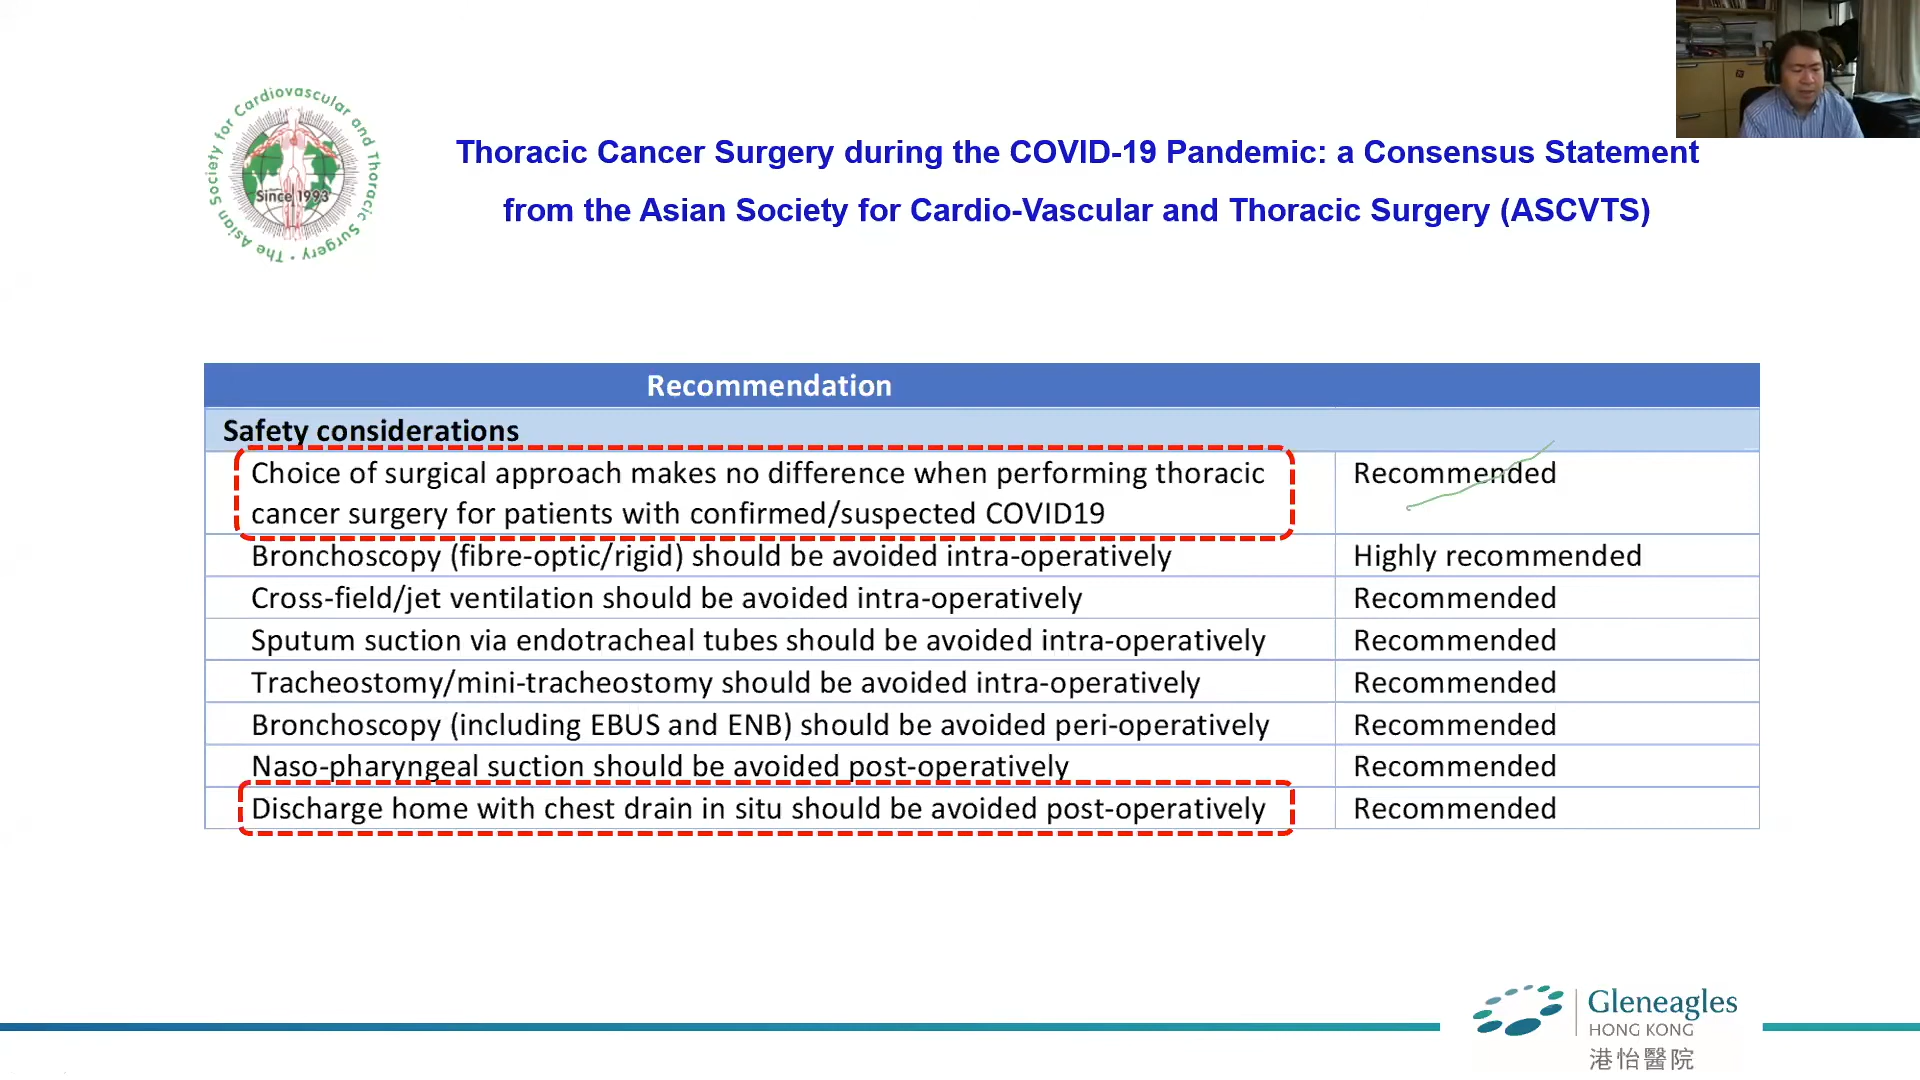 The Asian Society for Cardiovascular and Thoracic Surgery •
Since 1993
Thoracic Cancer Surgery during the COVID-19 Pandemic: a Consensus Statement
from the Asian Society for Cardio-Vascular and Thoracic Surgery (ASCVTS)
Recommendation
Safety considerations
Choice of surgical approach makes no difference when performing thoracic
cancer surgery for patients with confirmed/suspected COVID19
Recommended
Bronchoscopy (fibre-optic/rigid) should be avoided intra-operatively
Highly recommended
Cross-field/jet ventilation should be avoided intra-operatively
Recommended
Sputum suction via endotracheal tubes should be avoided intra-operatively
Recommended
Tracheostomy/mini-tracheostomy should be avoided intra-operatively
Recommended
Bronchoscopy (including EBUS and ENB) should be avoided peri-operatively
Recommended
Naso-pharyngeal suction should be avoided post-operatively
Recommended
Discharge home with chest drain in situ should be avoided post-operatively
Recommended
Gleneagles
HONG KONG
港怡醫院